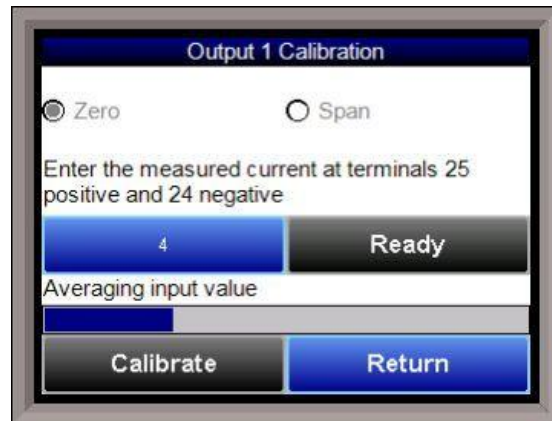 Output 1 Calibration
Zero Span
Enter the measured current at terminals 25
positive and 24 negative
4 Ready
Averaging input value
Calibrate Return